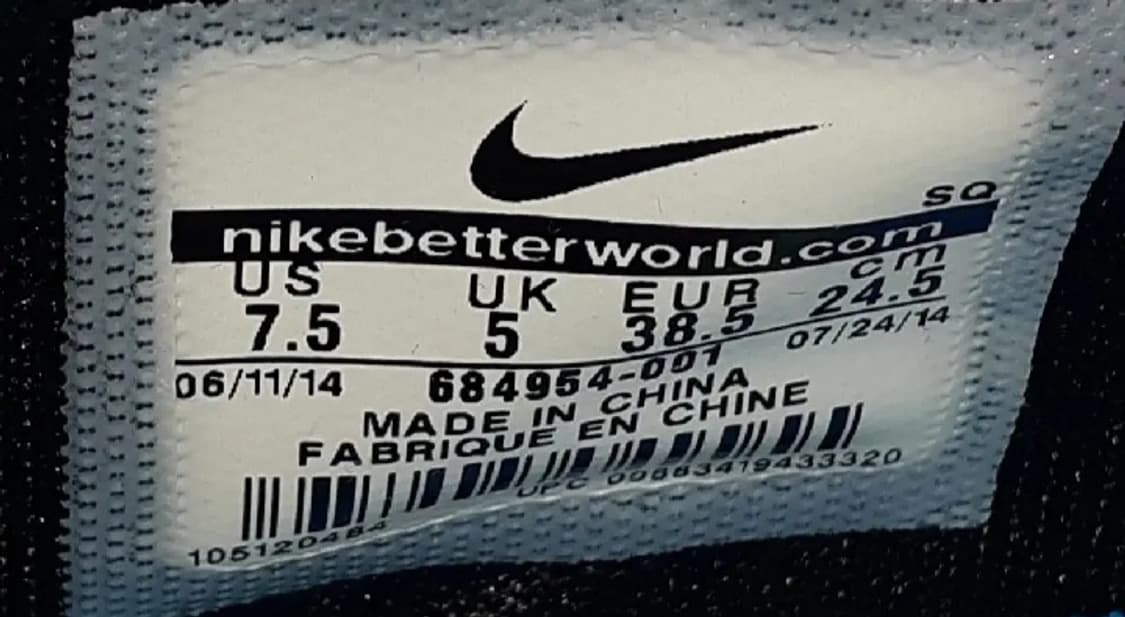 SQ
nikebetterworld.com
US UK EUR cm
7.5 5 38.5 24.5
06/11/14 684954-001 07/24/14
MADE IN CHINA
FABRIQUE EN CHINE
UPC 00883419433320
105120484